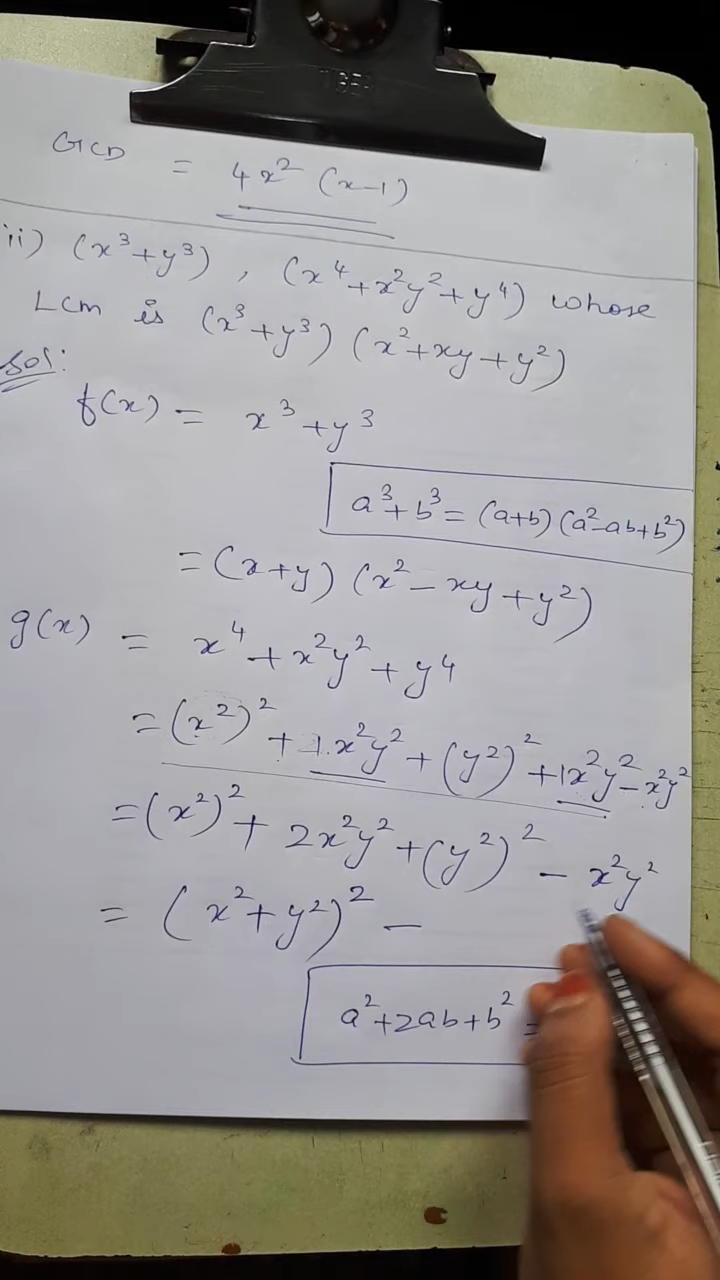 TIGER
GCD = 4x² (x-1)
ii) (x³+y³) , (x⁴+x²y²+y⁴) whose
LCM is (x³+y³) (x²+xy+y²)
Sol:
f(x) = x³+y³
a³+b³ = (a+b) (a²-ab+b²)
= (x+y) (x²-xy+y²)
g(x) = x⁴+x²y²+y⁴
= (x²)² + 1.x²y² + (y²)² + 1x²y² - x²y²
= (x²)² + 2x²y² + (y²)² - x²y²
= (x²+y²)² -
a²+2ab+b² =